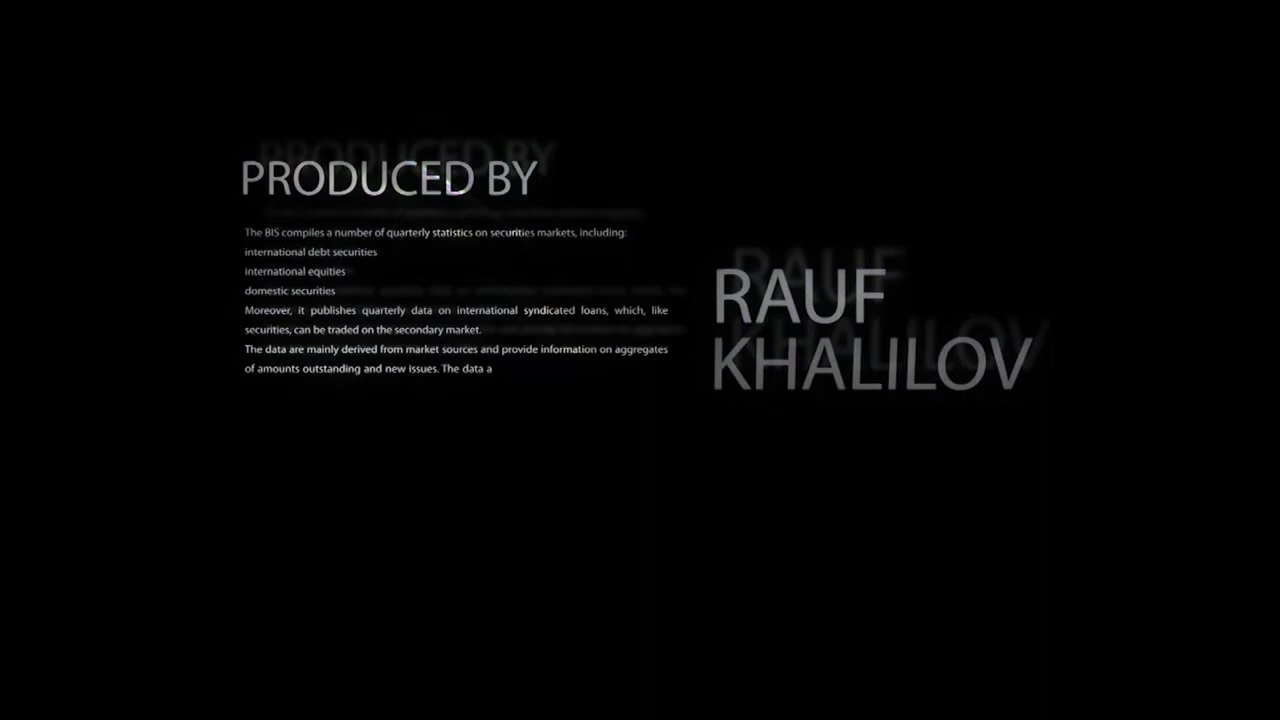 PRODUCED BY
The BIS compiles a number of quarterly statistics on securities markets, including:
international debt securities
international equities
domestic securities
Moreover, it publishes quarterly data on international syndicated loans, which, like
securities, can be traded on the secondary market.
The data are mainly derived from market sources and provide information on aggregates
of amounts outstanding and new issues. The data a
RAUF
KHALILOV